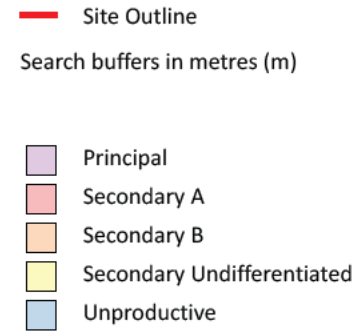 Site Outline
Search buffers in metres (m)
Principal
Secondary A
Secondary B
Secondary Undifferentiated
Unproductive